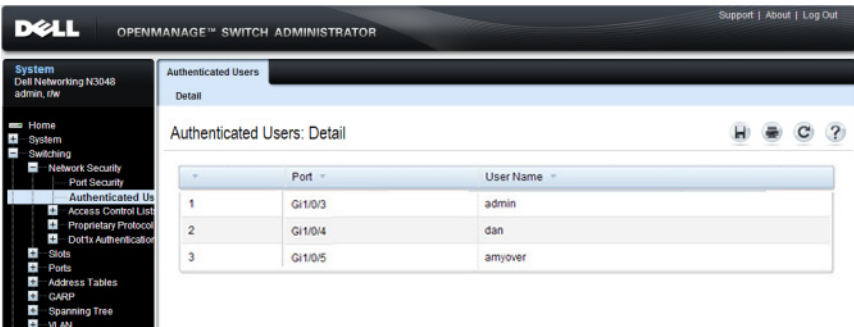 Support | About | Log Out
DELL OPENMANAGE™ SWITCH ADMINISTRATOR
System
Dell Networking N3048
admin, r/w
Home
System
Switching
Network Security
Port Security
Authenticated Us
Access Control List
Proprietary Protocol
Dot1x Authentication
Slots
Ports
Address Tables
GARP
Spanning Tree
VLAN
Authenticated Users
Detail
Authenticated Users: Detail
Port User Name
1 Gi1/0/3 admin
2 Gi1/0/4 dan
3 Gi1/0/5 amyover